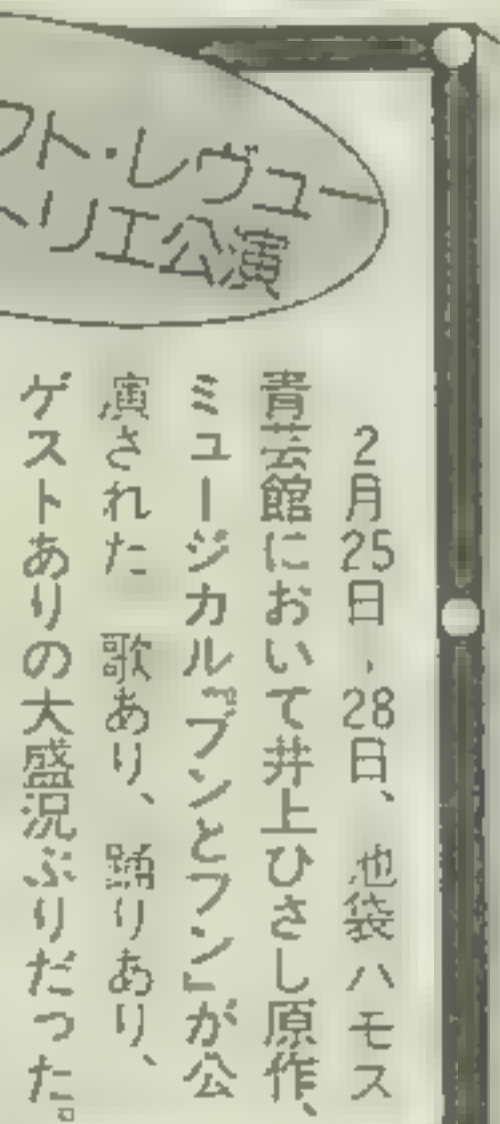 フト・レヴュー
トリエ公演
2月25日,28日、池袋ハモス
青芸館において井上ひさし原作、
ミュージカル『ブンとフン』が公
演された 歌あり、踊りあり、
ゲストありの大盛況ぶりだった。